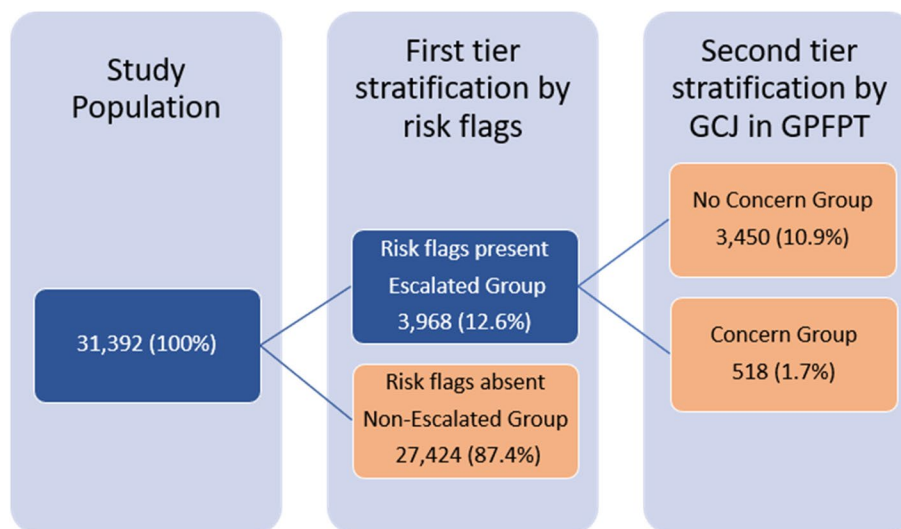 Study
Population
31,392 (100%)
First tier
stratification by
risk flags
Risk flags present
Escalated Group
3,968 (12.6%)
Risk flags absent
Non-Escalated Group
27,424 (87.4%)
Second tier
stratification by
GCJ in GPFPT
No Concern Group
3,450 (10.9%)
Concern Group
518 (1.7%)